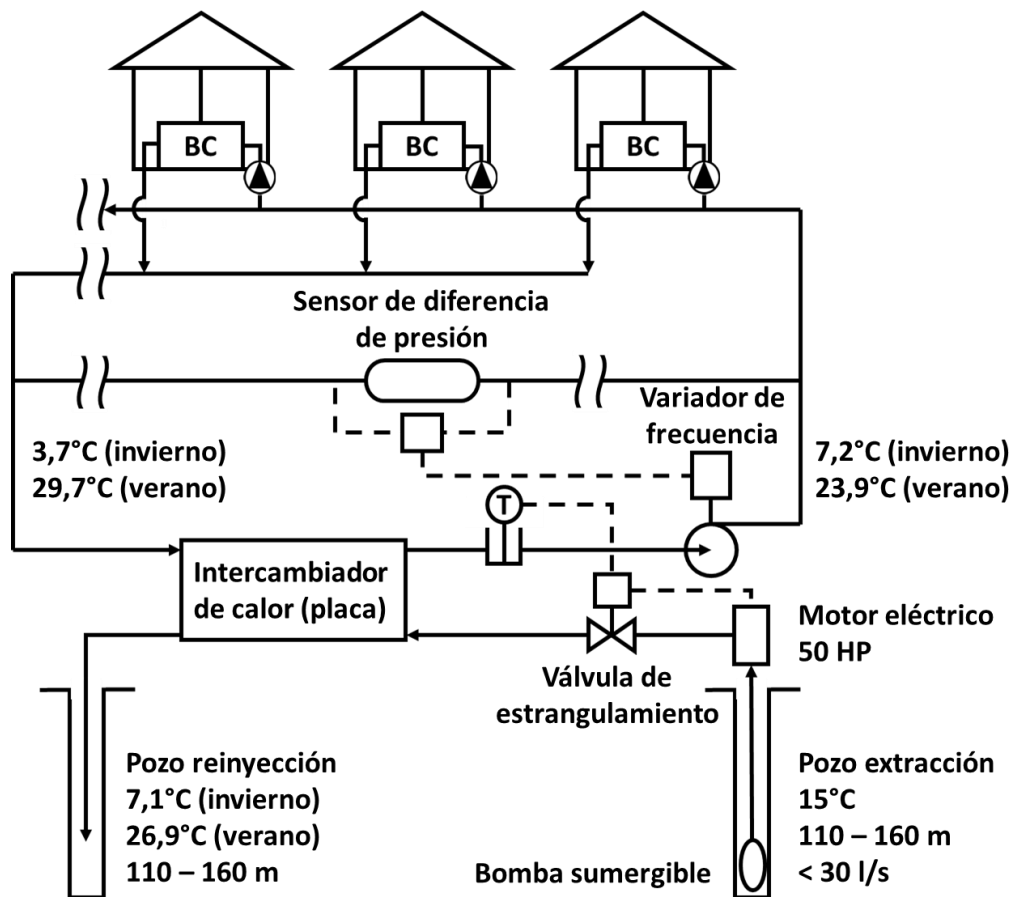 BC
BC
BC
Sensor de diferencia
de presión
Variador de
frecuencia
3,7°C (invierno)
29,7°C (verano)
7,2°C (invierno)
23,9°C (verano)
T
Intercambiador
de calor (placa)
Motor eléctrico
50 HP
Válvula de
estrangulamiento
Pozo reinyección
7,1°C (invierno)
26,9°C (verano)
110 – 160 m
Pozo extracción
15°C
110 – 160 m
< 30 l/s
Bomba sumergible